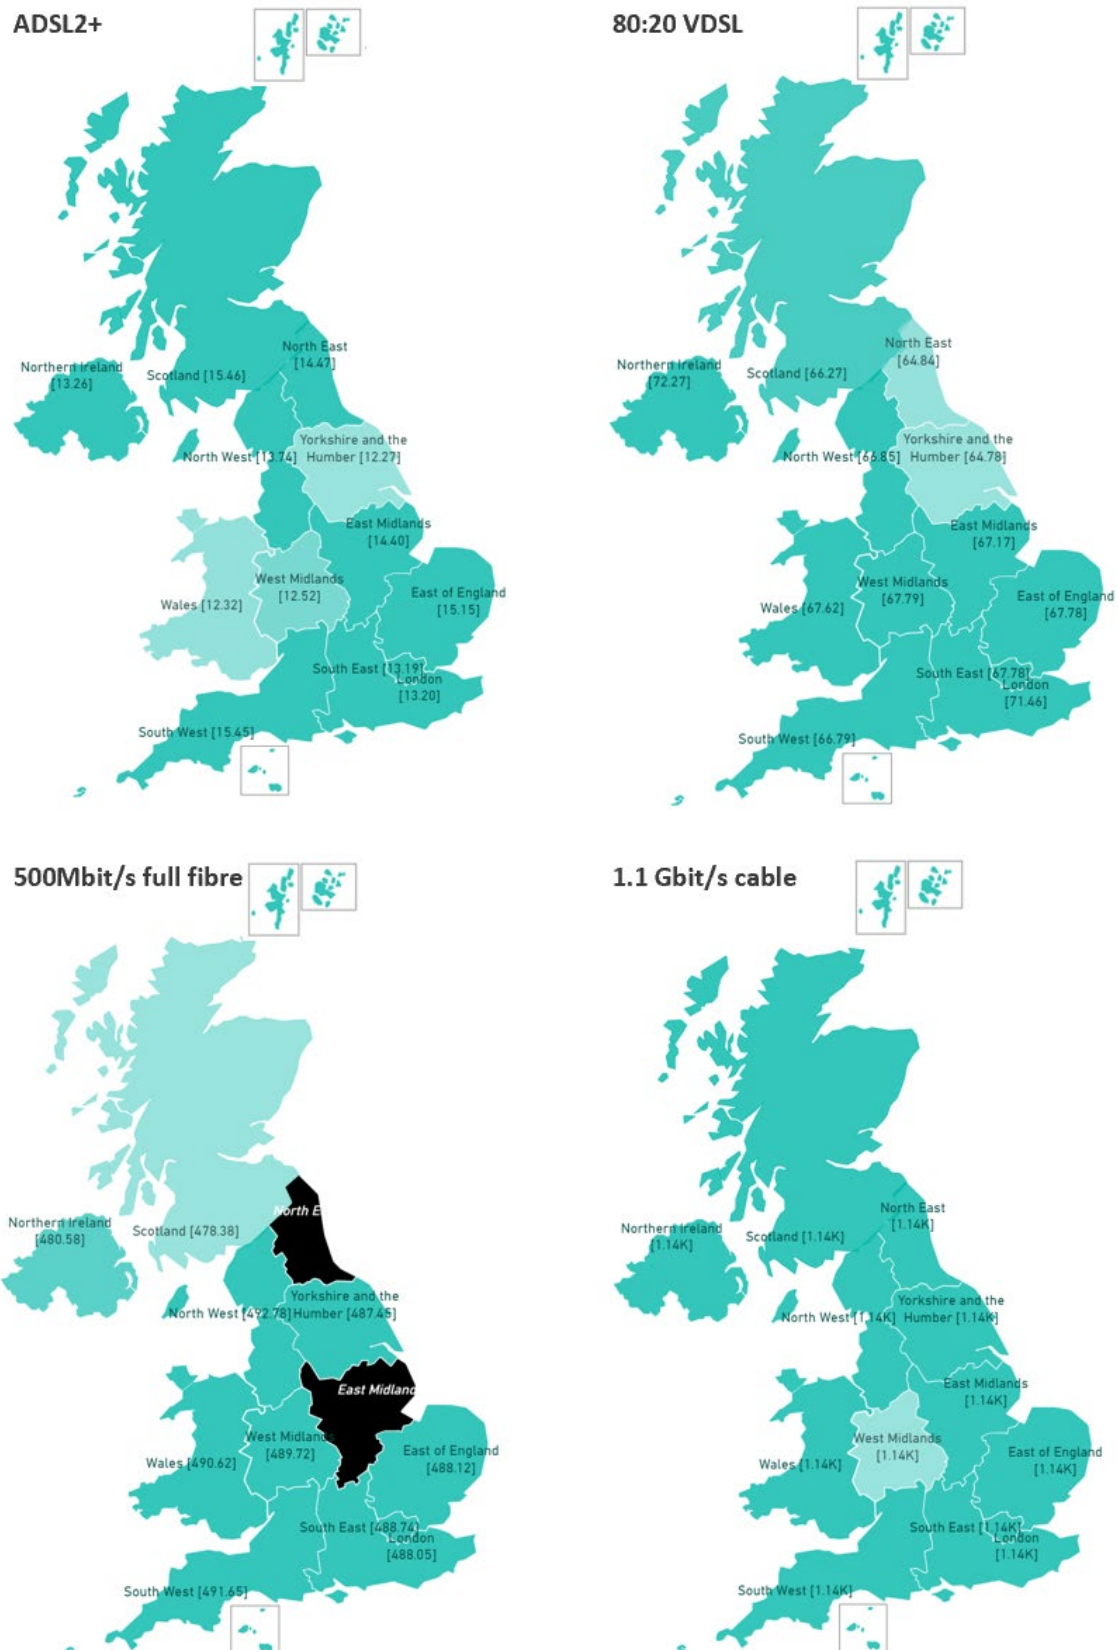 ADSL2+
North East
[14.47]
Northern Ireland
[13.26]
Scotland [15.46]
Yorkshire and the
North West [13.74]
Humber [12.27]
East Midlands
[14.40]
West Midlands
[12.52]
East of England
[15.15]
Wales [12.32]
South East [13.19]
London
[13.20]
South West [15.45]
80:20 VDSL
North East
[64.84]
Northern Ireland
[72.27]
Scotland [66.27]
Yorkshire and the
North West [66.85]
Humber [64.78]
East Midlands
[67.17]
West Midlands
[67.79]
East of England
[67.78]
Wales [67.62]
South East [67.78]
London
[71.46]
South West [66.79]
500Mbit/s full fibre
North E
Northern Ireland
[480.58]
Scotland [478.38]
Yorkshire and the
North West [492.78]
Humber [487.45]
East Midland
West Midlands
[489.72]
East of England
[488.12]
Wales [490.62]
South East [488.74]
London
[488.05]
South West [491.65]
1.1 Gbit/s cable
North East
[1.14K]
Northern Ireland
[1.14K]
Scotland [1.14K]
Yorkshire and the
North West [1.14K]
Humber [1.14K]
East Midlands
[1.14K]
West Midlands
[1.14K]
East of England
[1.14K]
Wales [1.14K]
South East [1.14K]
London
[1.14K]
South West [1.14K]